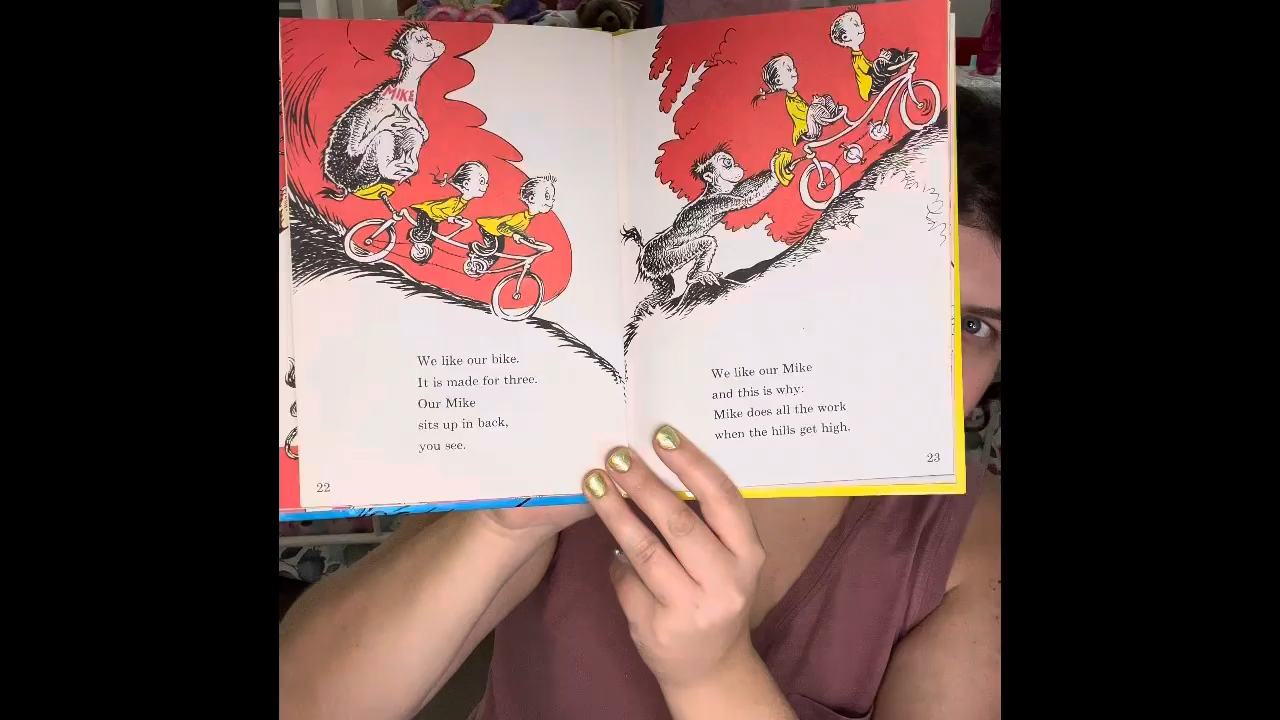 MIKE
We like our bike.
It is made for three.
Our Mike
sits up in back,
you see.
22
We like our Mike
and this is why:
Mike does all the work
when the hills get high.
23